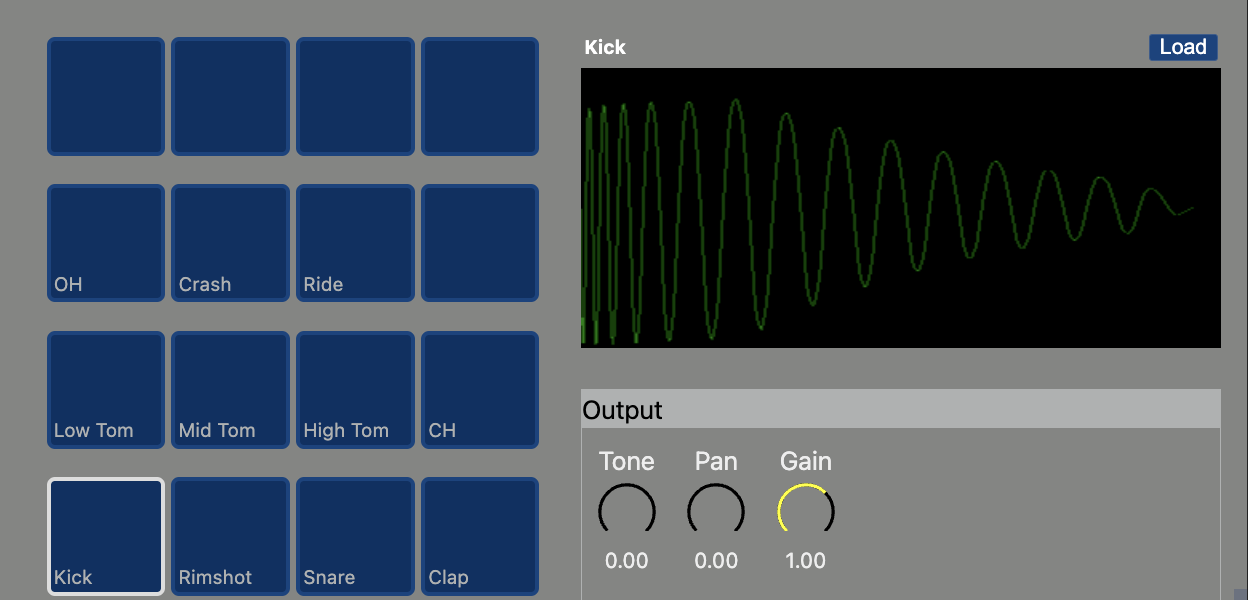 Kick
Load
OH
Crash
Ride
Low Tom
Mid Tom
High Tom
CH
Kick
Rimshot
Snare
Clap
Output
Tone
Pan
Gain
0.00
0.00
1.00